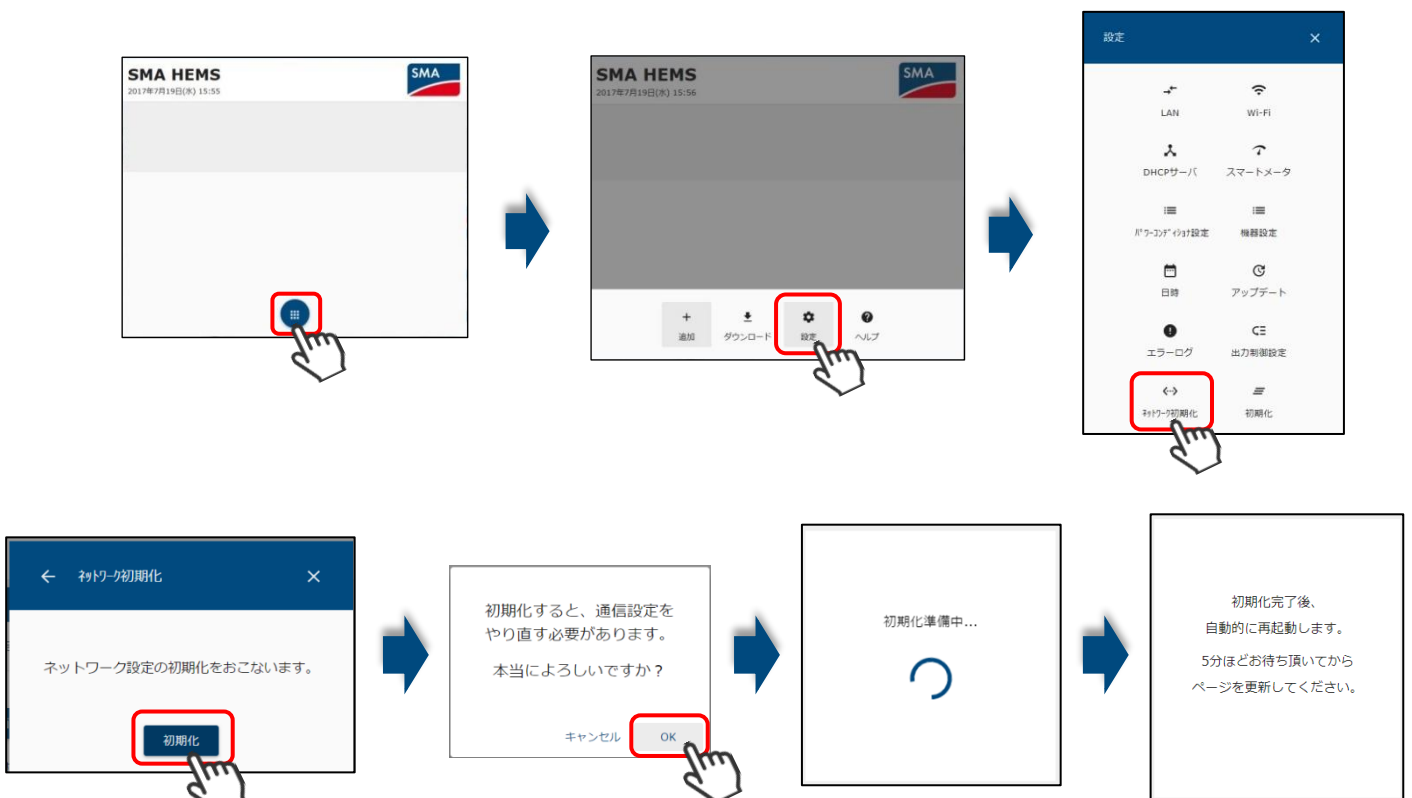 SMA HEMS
2017年7月19日(水) 15:55
SMA
SMA HEMS
2017年7月19日(水) 15:56
SMA
追加
ダウンロード
設定
ヘルプ
設定
×
LAN
Wi-Fi
DHCPサーバ
スマートメータ
ﾊﾟﾜｰｺﾝﾃﾞｨｼｮﾅ設定
機器設定
日時
アップデート
エラーログ
出力制御設定
ﾈｯﾄﾜｰｸ初期化
初期化
← ﾈｯﾄﾜｰｸ初期化 ×
ネットワーク設定の初期化をおこないます。
初期化
初期化すると、通信設定を
やり直す必要があります。
本当によろしいですか？
キャンセル
OK
初期化準備中...
初期化完了後、
自動的に再起動します。
5分ほどお待ち頂いてから
ページを更新してください。